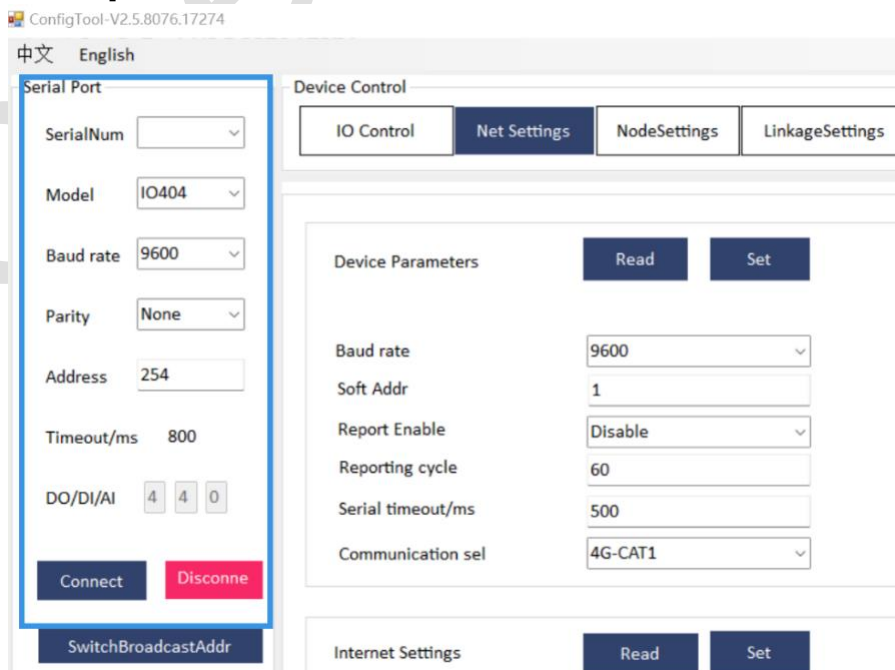 ConfigTool-V2.5.8076.17274
中文 English
Serial Port
SerialNum
Model IO404
Baud rate 9600
Parity None
Address 254
Timeout/ms 800
DO/DI/AI 4 4 0
Connect Disconne
SwitchBroadcastAddr
Device Control
IO Control Net Settings NodeSettings LinkageSettings
Device Parameters Read Set
Baud rate 9600
Soft Addr 1
Report Enable Disable
Reporting cycle 60
Serial timeout/ms 500
Communication sel 4G-CAT1
Internet Settings Read Set